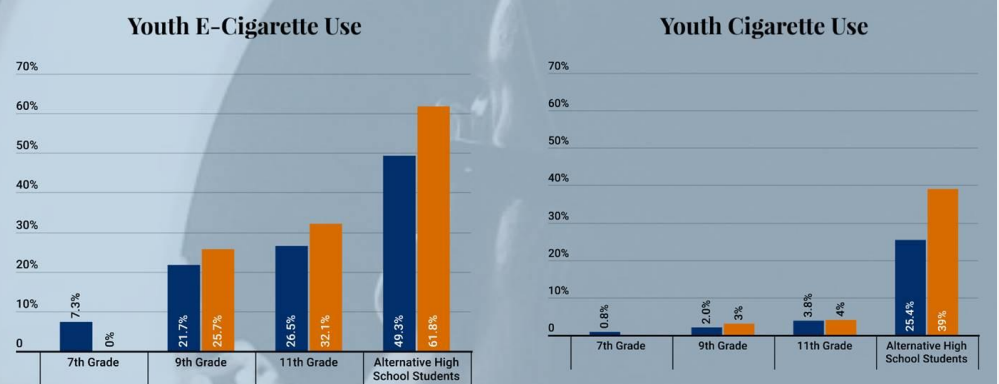 Youth E-Cigarette Use
70%
60%
50%
40%
30%
20%
10%
0
7.3%
0%
21.7%
25.7%
26.5%
32.1%
49.3%
61.8%
7th Grade
9th Grade
11th Grade
Alternative High
School Students
Youth Cigarette Use
70%
60%
50%
40%
30%
20%
10%
0
0.8%
2.0%
3%
3.8%
4%
25.4%
39%
7th Grade
9th Grade
11th Grade
Alternative High
School Students